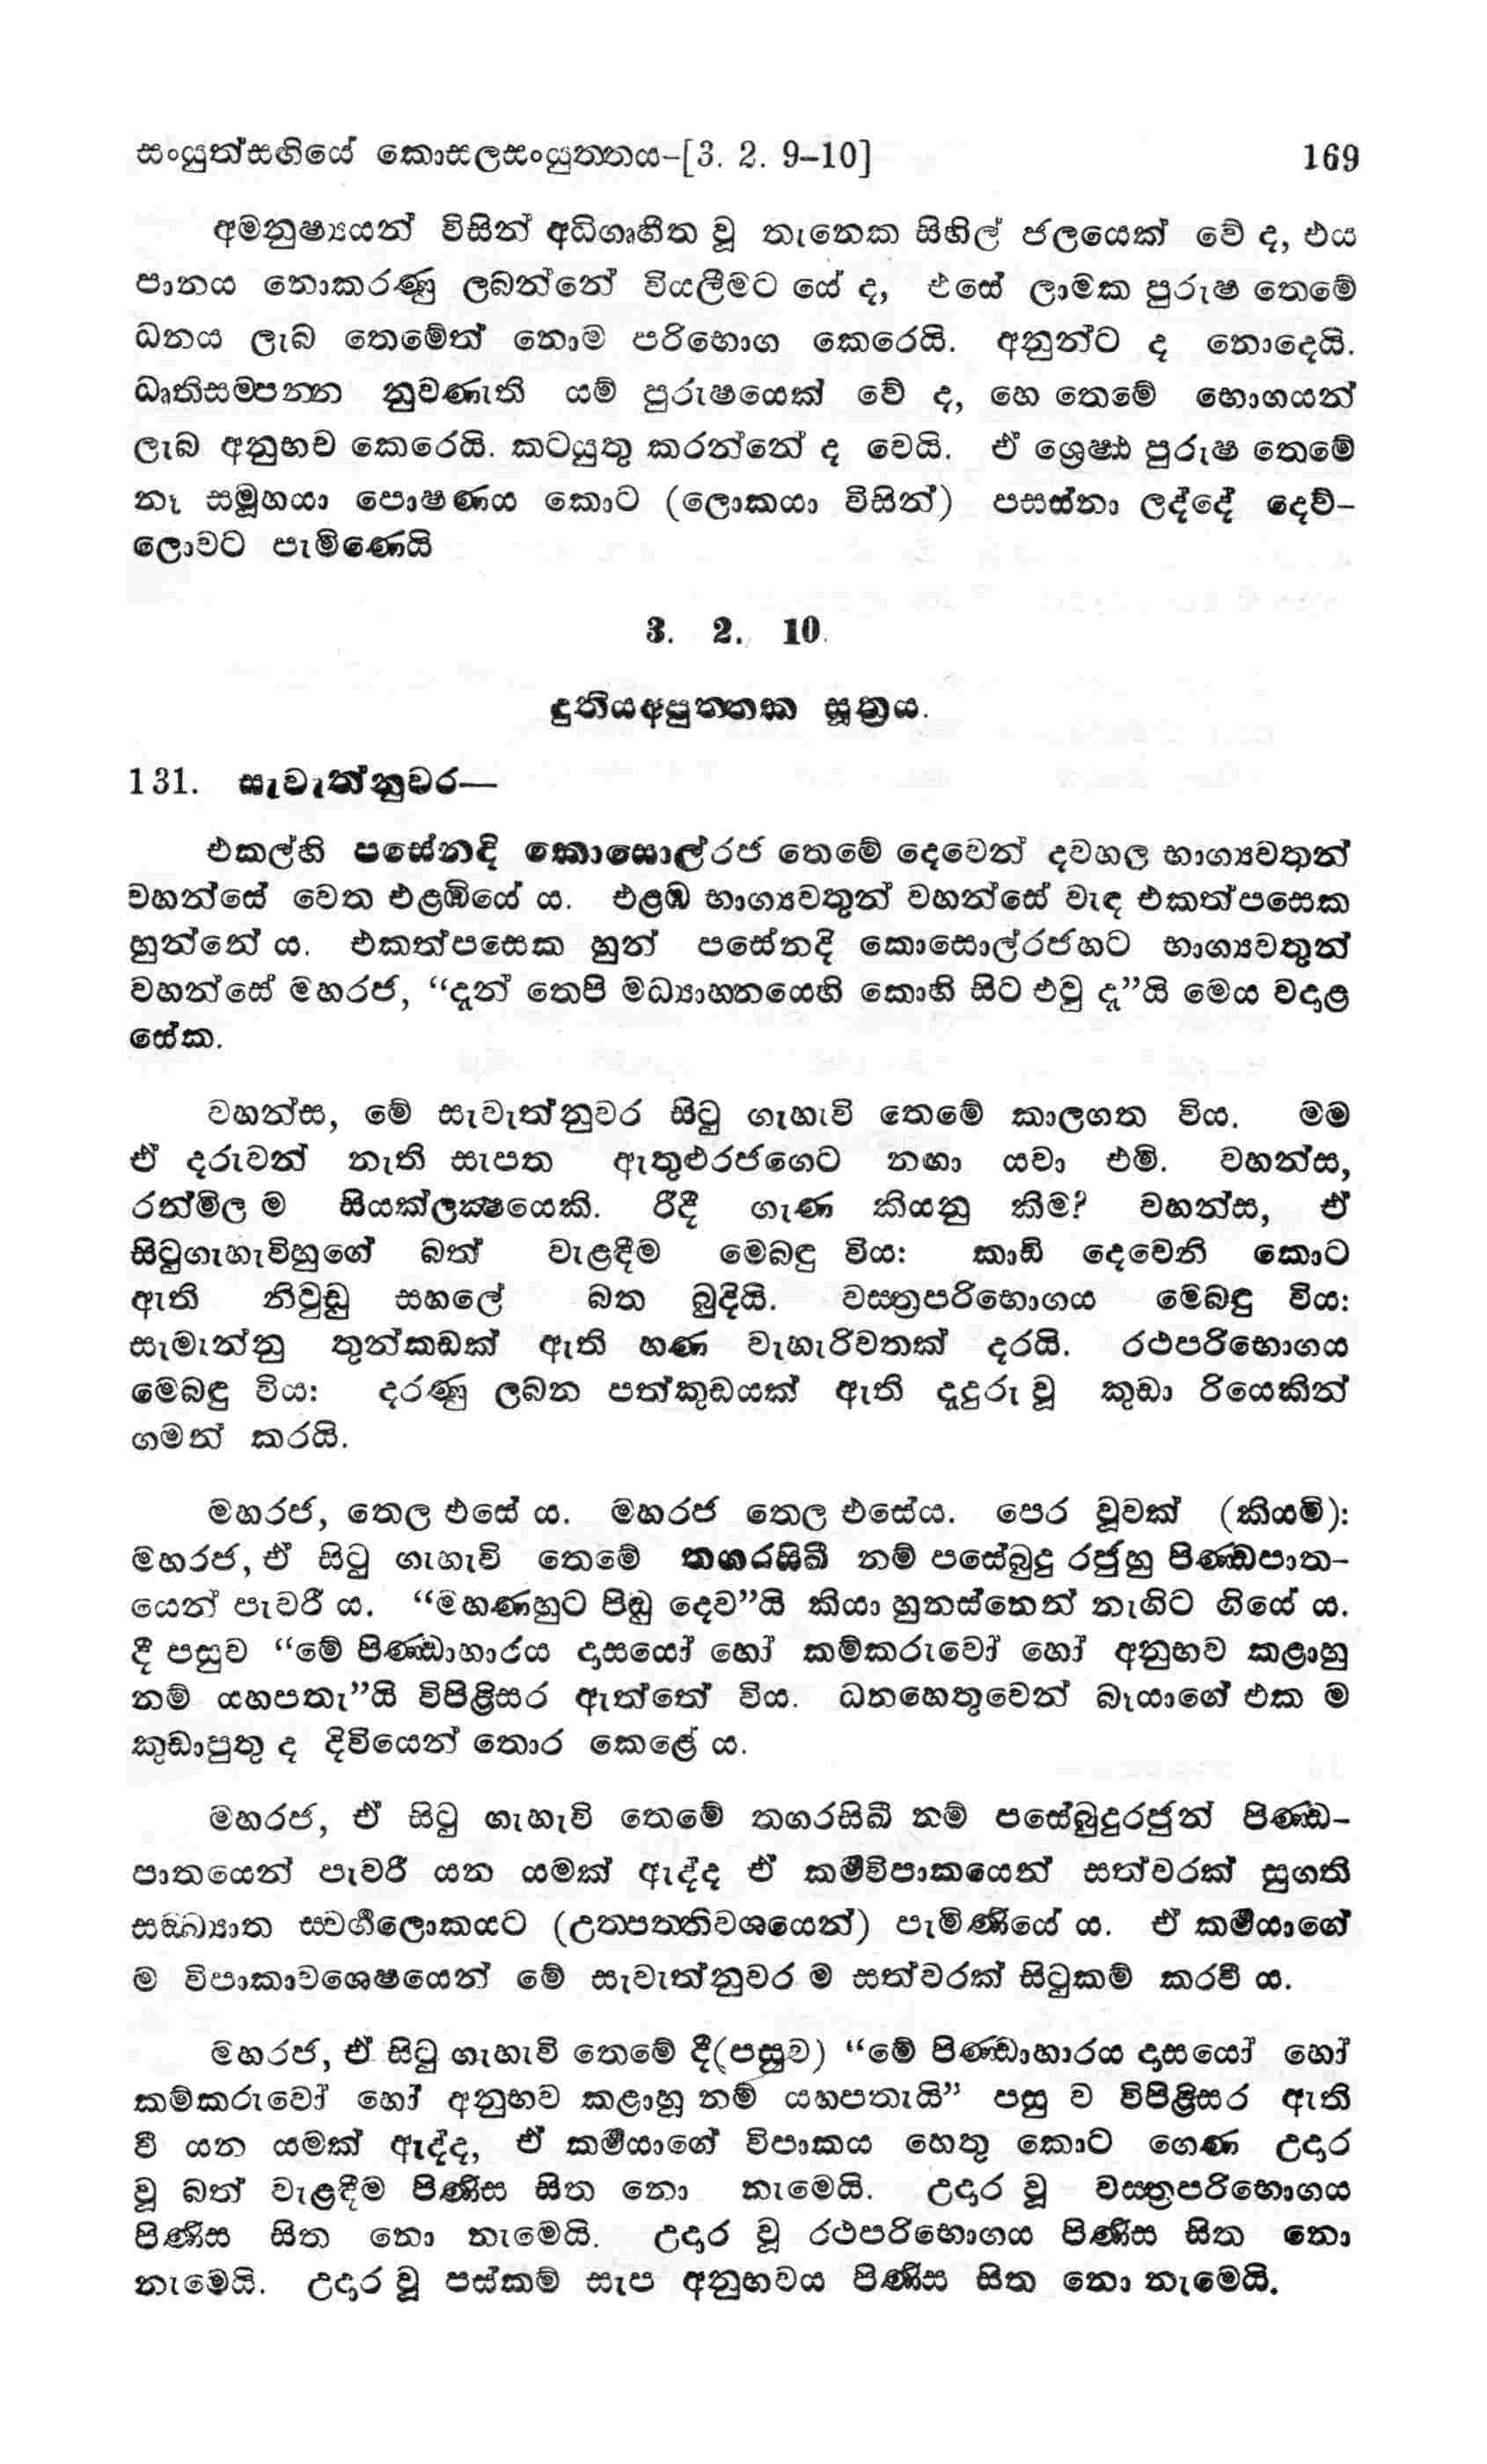 සංයුත්සඟියේ කොසලසංයුත්තය–[3. 2. 9–10] 169
අමනුෂ්‍යයන් විසින් අධිගෘහීත වූ තැනෙක සිහිල් ජලයෙක් වේ ද, එය
පානය නොකරණු ලබන්නේ වියලීමට යේ ද, එසේ ලාමක පුරුෂ තෙමේ
ධනය ලැබ තෙමේත් නොම පරිභොග කෙරෙයි. අනුන්ට ද නොදෙයි.
ධෘතිසම්පන්න නුවණැති යම් පුරුෂයෙක් වේ ද, හෙ තෙමේ භොගයන්
ලැබ අනුභව කෙරෙයි. කටයුතු කරන්නේ ද වෙයි. ඒ ශ්‍රෙෂ්ඨ පුරුෂ තෙමේ
නෑ සමූහයා පොෂණය කොට (ලොකයා විසින්) පසස්නා ලද්දේ දෙව්–
ලොවට පැමිණෙයි
3. 2. 10.
දුතියඅපුත්තක සූත්‍රය.
131. සැවැත්නුවර—
එකල්හි පසේනදි කොසොල්රජ තෙමේ දෙවෙන් දවහල භාග්‍යවතුන්
වහන්සේ වෙත එළඹියේ ය. එළඹ භාග්‍යවතුන් වහන්සේ වැඳ එකත්පසෙක
හුන්නේ ය. එකත්පසෙක හුන් පසේනදි කොසොල්රජහට භාග්‍යවතුන්
වහන්සේ මහරජ, “දැන් තෙපි මධ්‍යාහනයෙහි කොහි සිට එවු දැ”යි මෙය වදාළ
සේක.
වහන්ස, මේ සැවැත්නුවර සිටු ගැහැවි තෙමේ කාලගත විය. මම
ඒ දරුවන් නැති සැපත ඇතුළුරජගෙට නඟා යවා එමි. වහන්ස,
රන්මිල ම සියක්ලක්‍ෂයෙකි. රිදී ගැණ කියනු කිම? වහන්ස, ඒ
සිටුගැහැවිහුගේ බත් වැළඳීම මෙබඳු විය: කාඩි දෙවෙනි කොට
ඇති නිවුඩු සහලේ බත බුදියි. වස්ත්‍රපරිභොගය මෙබඳු විය:
සැමැන්නු තුන්කඩක් ඇති හණ වැහැරිවතක් දරයි. රථපරිභොගය
මෙබඳු විය: දරණු ලබන පත්කුඩයක් ඇති දුදුරු වූ කුඩා රියෙකින්
ගමන් කරයි.
මහරජ, තෙල එසේ ය. මහරජ තෙල එසේය. පෙර වූවක් (කියමි):
මහරජ, ඒ සිටු ගැහැවි තෙමේ තගරසිඛී නම් පසේබුදු රජුහු පිණ්ඩපාත–
යෙන් පැවරී ය. “මහණහුට පිඬු දෙව”යි කියා හුනස්නෙන් නැගිට ගියේ ය.
දී පසුව “මේ පිණ්ඩාහාරය දාසයෝ හෝ කම්කරුවෝ හෝ අනුභව කළාහු
නම් යහපතැ”යි විපිළිසර ඇත්තේ විය. ධනහෙතුවෙන් බෑයාගේ එක ම
කුඩාපුතු ද දිවියෙන් තොර කෙළේ ය.
මහරජ, ඒ සිටු ගැහැවි තෙමේ තගරසිඛී නම් පසේබුදුරජුන් පිණ්ඩ–
පාතයෙන් පැවරී යන යමක් ඇද්ද ඒ කර්මවිපාකයෙන් සත්වරක් සුගති
සඞ්ඛ්‍යාත ස්වර්ගලොකයට (උත්පත්තිවශයෙන්) පැමිණියේ ය. ඒ කර්මයාගේ
ම විපාකාවශෙෂයෙන් මේ සැවැත්නුවර ම සත්වරක් සිටුකම් කරවී ය.
මහරජ, ඒ සිටු ගැහැවි තෙමේ දී(පසුව) “මේ පිණ්ඩාහාරය දාසයෝ හෝ
කම්කරුවෝ හෝ අනුභව කළාහු නම් යහපතැයි” පසු ව විපිළිසර ඇති
වී යන යමක් ඇද්ද, ඒ කර්මයාගේ විපාකය හෙතු කොට ගෙණ උදාර
වූ බත් වැළඳීම පිණිස සිත නො නැමෙයි. උදාර වූ වස්ත්‍රපරිභොගය
පිණිස සිත නො නැමෙයි. උදාර වූ රථපරිභොගය පිණිස සිත නො
නැමෙයි. උදාර වූ පස්කම් සැප අනුභවය පිණිස සිත නො නැමෙයි.